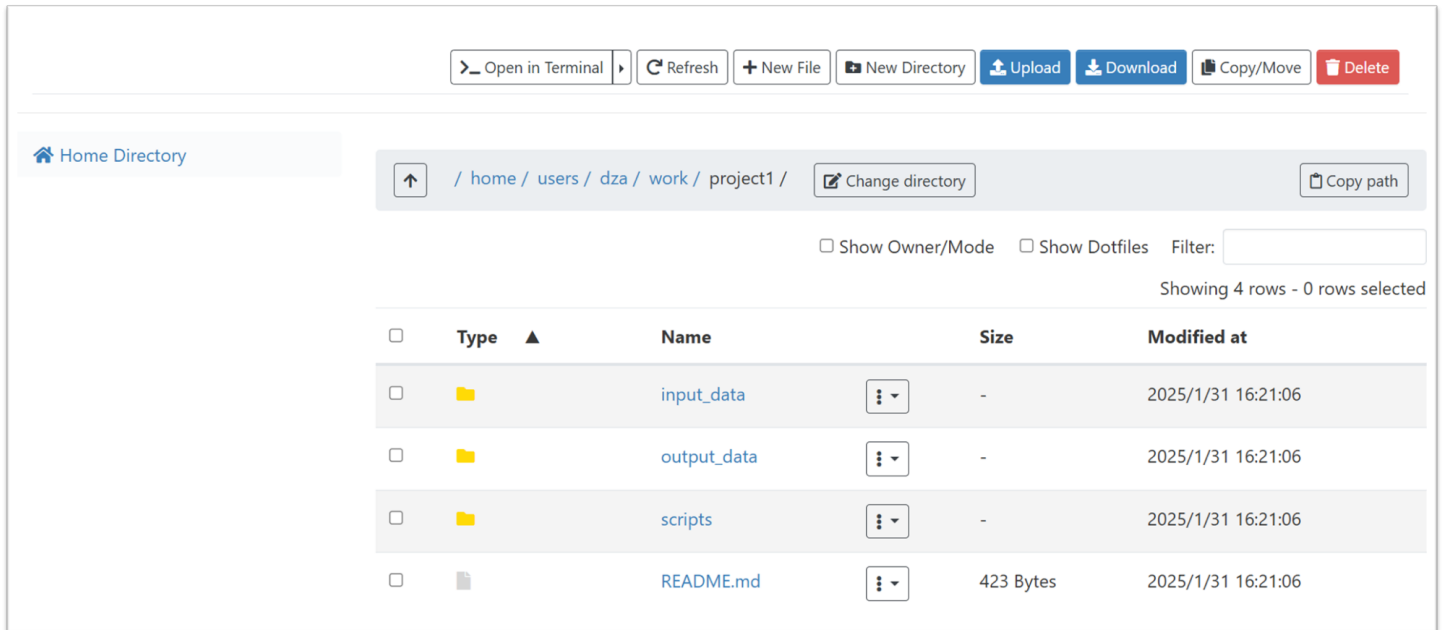 Open in Terminal Refresh New File New Directory Upload Download Copy/Move Delete
Home Directory
/ home / users / dza / work / project1 / Change directory Copy path
Show Owner/Mode Show Dotfiles Filter:
Showing 4 rows - 0 rows selected
Type Name Size Modified at
input_data - 2025/1/31 16:21:06
output_data - 2025/1/31 16:21:06
scripts - 2025/1/31 16:21:06
README.md 423 Bytes 2025/1/31 16:21:06